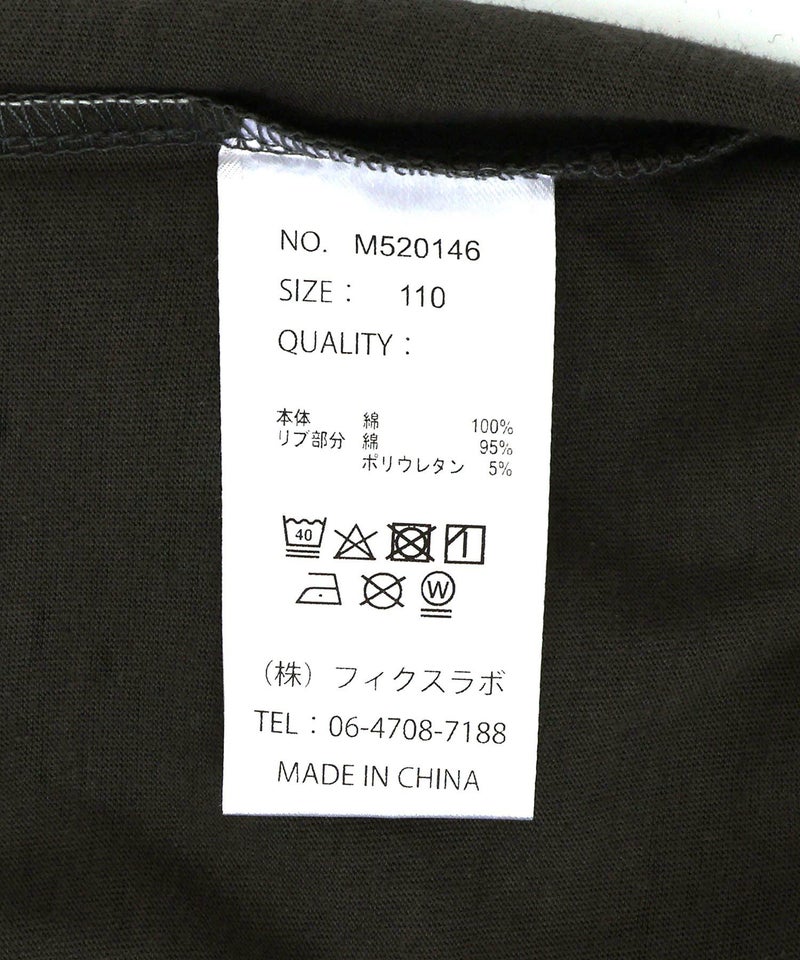 NO. M520146
SIZE： 110
QUALITY：
本体 綿 100%
リブ部分 綿 95%
ポリウレタン 5%
40
W
（株）フィクスラボ
TEL：06-4708-7188
MADE IN CHINA